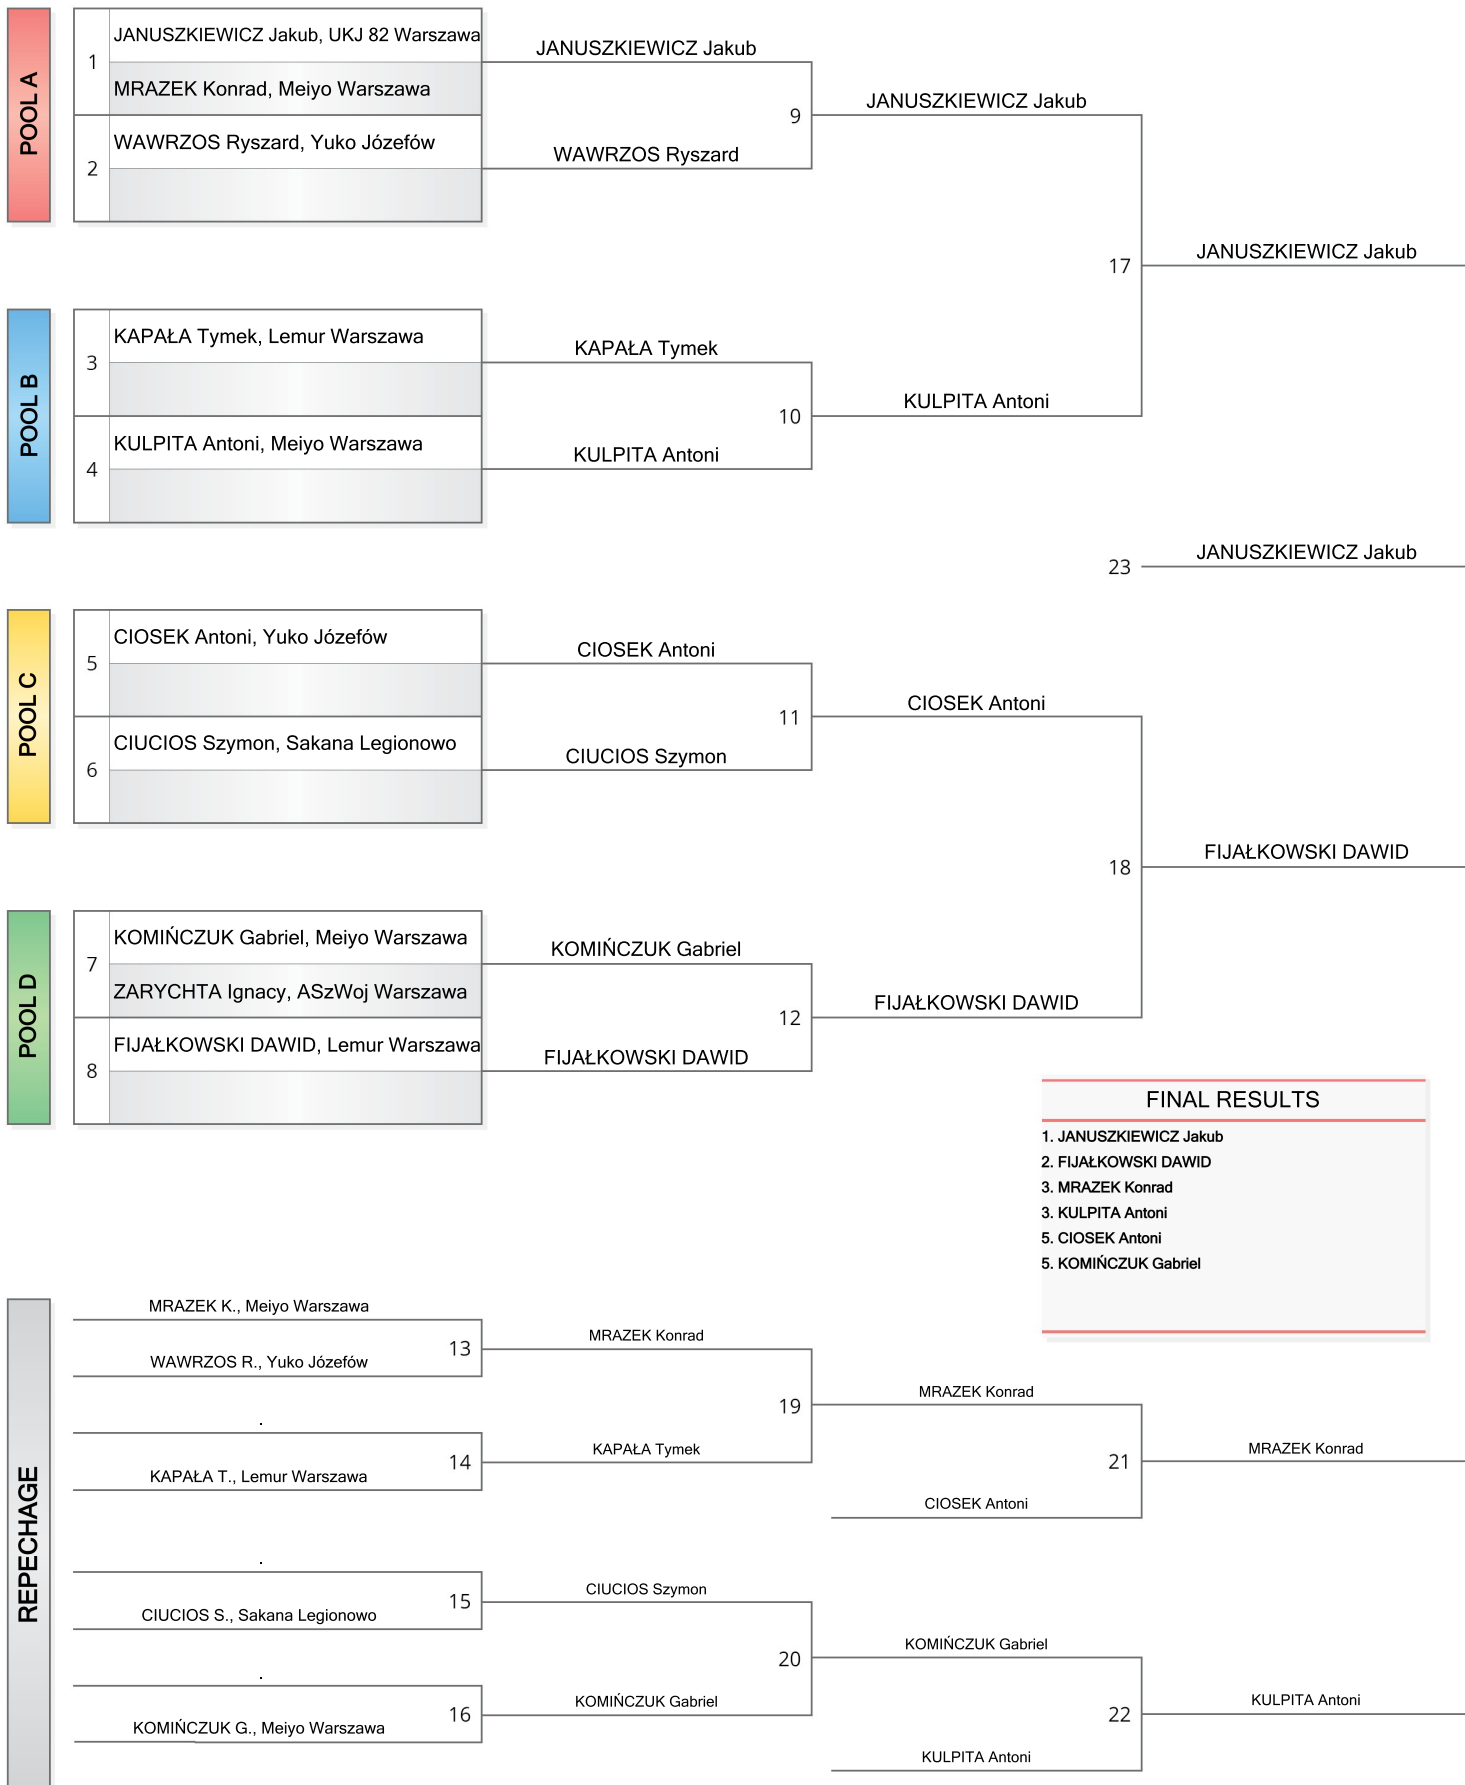 POOL A
1
JANUSZKIEWICZ Jakub, UKJ 82 Warszawa
MRAZEK Konrad, Meiyo Warszawa
2
WAWRZOS Ryszard, Yuko Józefów
JANUSZKIEWICZ Jakub
WAWRZOS Ryszard
9
JANUSZKIEWICZ Jakub
17
JANUSZKIEWICZ Jakub
POOL B
3
KAPAŁA Tymek, Lemur Warszawa
4
KULPITA Antoni, Meiyo Warszawa
KAPAŁA Tymek
KULPITA Antoni
10
KULPITA Antoni
23
JANUSZKIEWICZ Jakub
POOL C
5
CIOSEK Antoni, Yuko Józefów
6
CIUCIOS Szymon, Sakana Legionowo
CIOSEK Antoni
CIUCIOS Szymon
11
CIOSEK Antoni
18
FIJAŁKOWSKI DAWID
POOL D
7
KOMIŃCZUK Gabriel, Meiyo Warszawa
ZARYCHTA Ignacy, ASzWoj Warszawa
8
FIJAŁKOWSKI DAWID, Lemur Warszawa
KOMIŃCZUK Gabriel
FIJAŁKOWSKI DAWID
12
FIJAŁKOWSKI DAWID
FINAL RESULTS
1. JANUSZKIEWICZ Jakub
2. FIJAŁKOWSKI DAWID
3. MRAZEK Konrad
3. KULPITA Antoni
5. CIOSEK Antoni
5. KOMIŃCZUK Gabriel
REPECHAGE
MRAZEK K., Meiyo Warszawa
WAWRZOS R., Yuko Józefów
13
MRAZEK Konrad
.
KAPAŁA T., Lemur Warszawa
14
KAPAŁA Tymek
19
MRAZEK Konrad
CIOSEK Antoni
21
MRAZEK Konrad
.
CIUCIOS S., Sakana Legionowo
15
CIUCIOS Szymon
.
KOMIŃCZUK G., Meiyo Warszawa
16
KOMIŃCZUK Gabriel
20
KOMIŃCZUK Gabriel
KULPITA Antoni
22
KULPITA Antoni